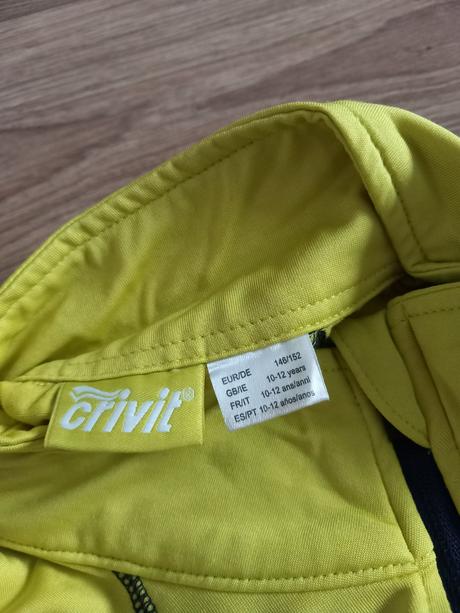 crivit®
EUR/DE 146/152
GB/IE 10-12 years
FR/IT 10-12 ans/anni
ES/PT 10-12 años/anos